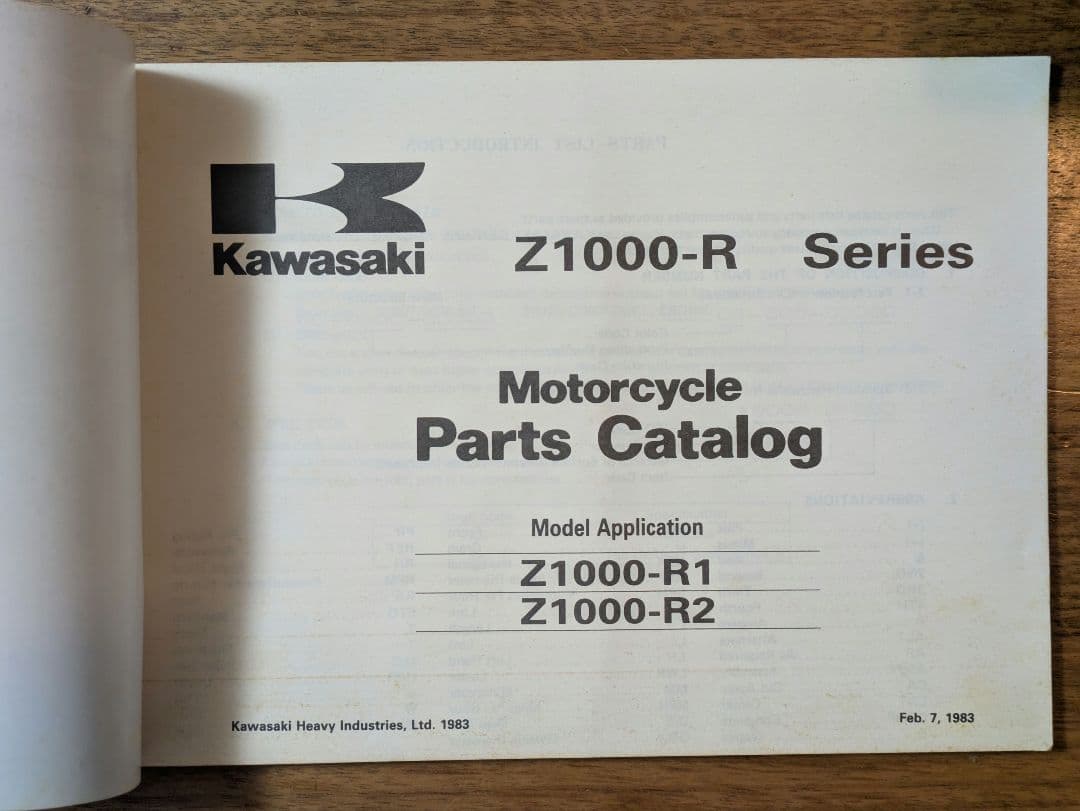 Kawasaki
Z1000-R Series
Motorcycle
Parts Catalog
Model Application
Z1000-R1
Z1000-R2
Kawasaki Heavy Industries, Ltd. 1983
Feb. 7, 1983